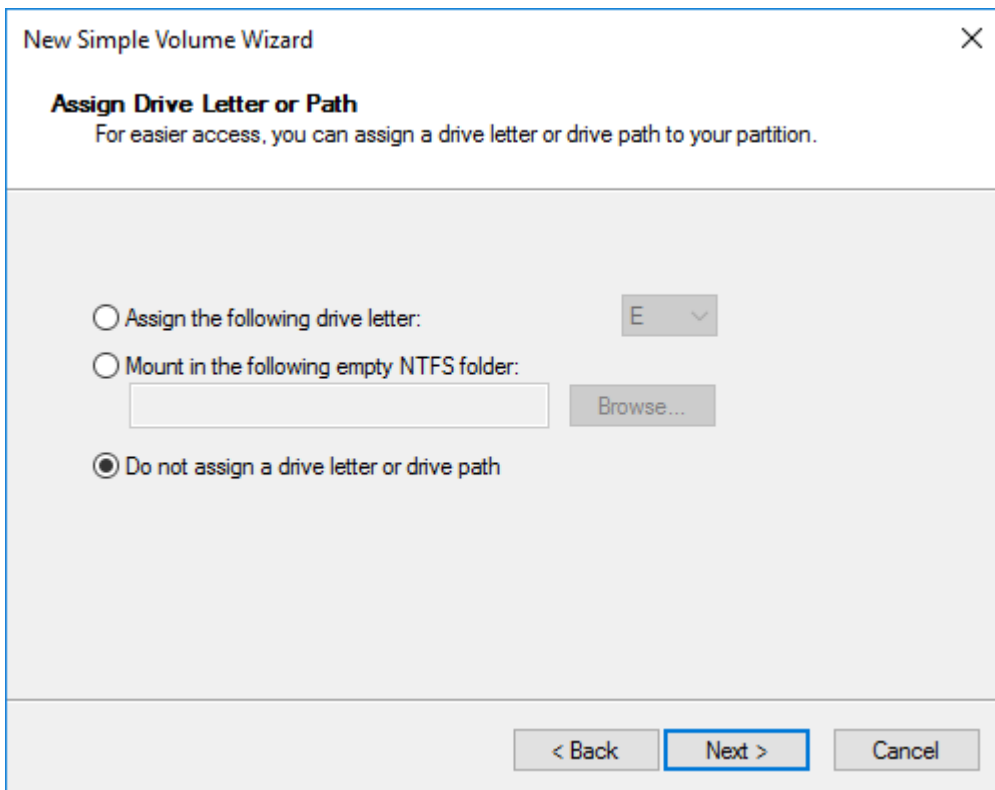 New Simple Volume Wizard
Assign Drive Letter or Path
For easier access, you can assign a drive letter or drive path to your partition.
Assign the following drive letter: E
Mount in the following empty NTFS folder:
Browse...
Do not assign a drive letter or drive path
< Back Next > Cancel